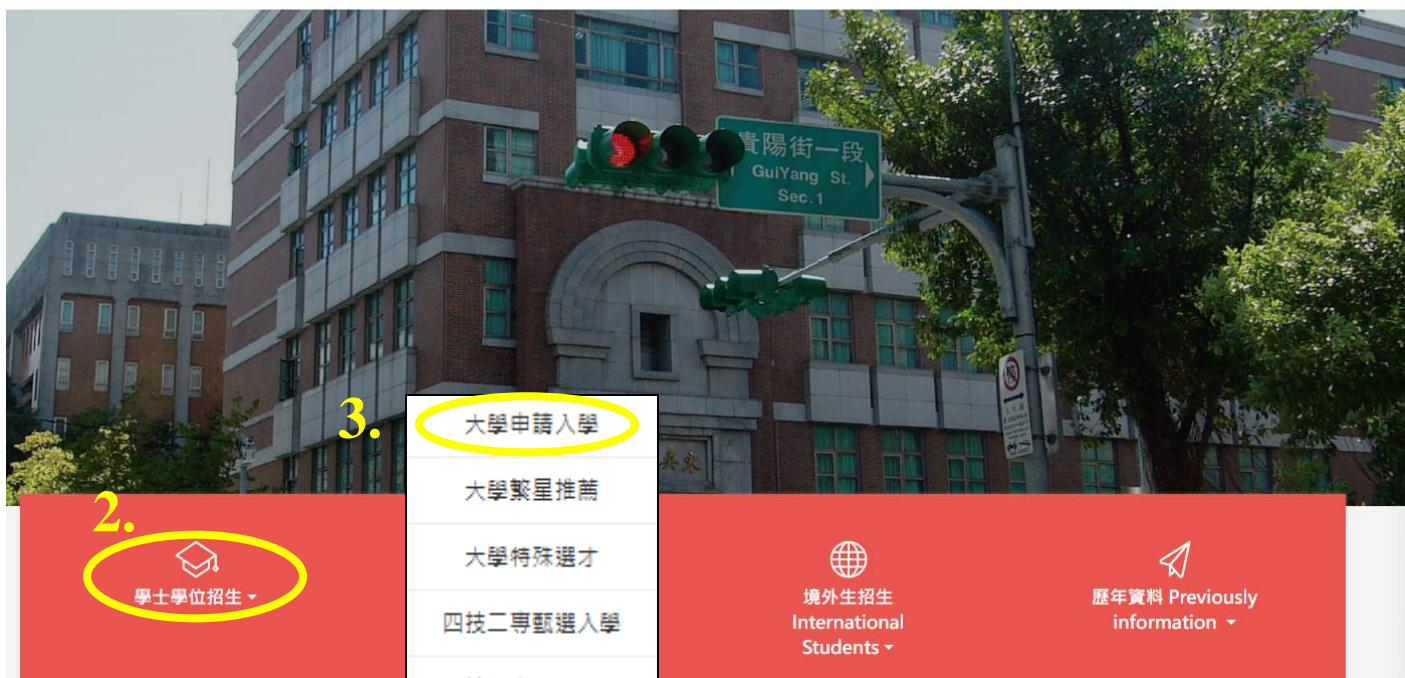 貴陽街一段
GuiYang St.
Sec.1
3.
大學申請入學
大學繁星推薦
大學特殊選才
四技二專甄選入學
2.
學士學位招生
境外生招生
International
Students
歷年資料 Previously
information